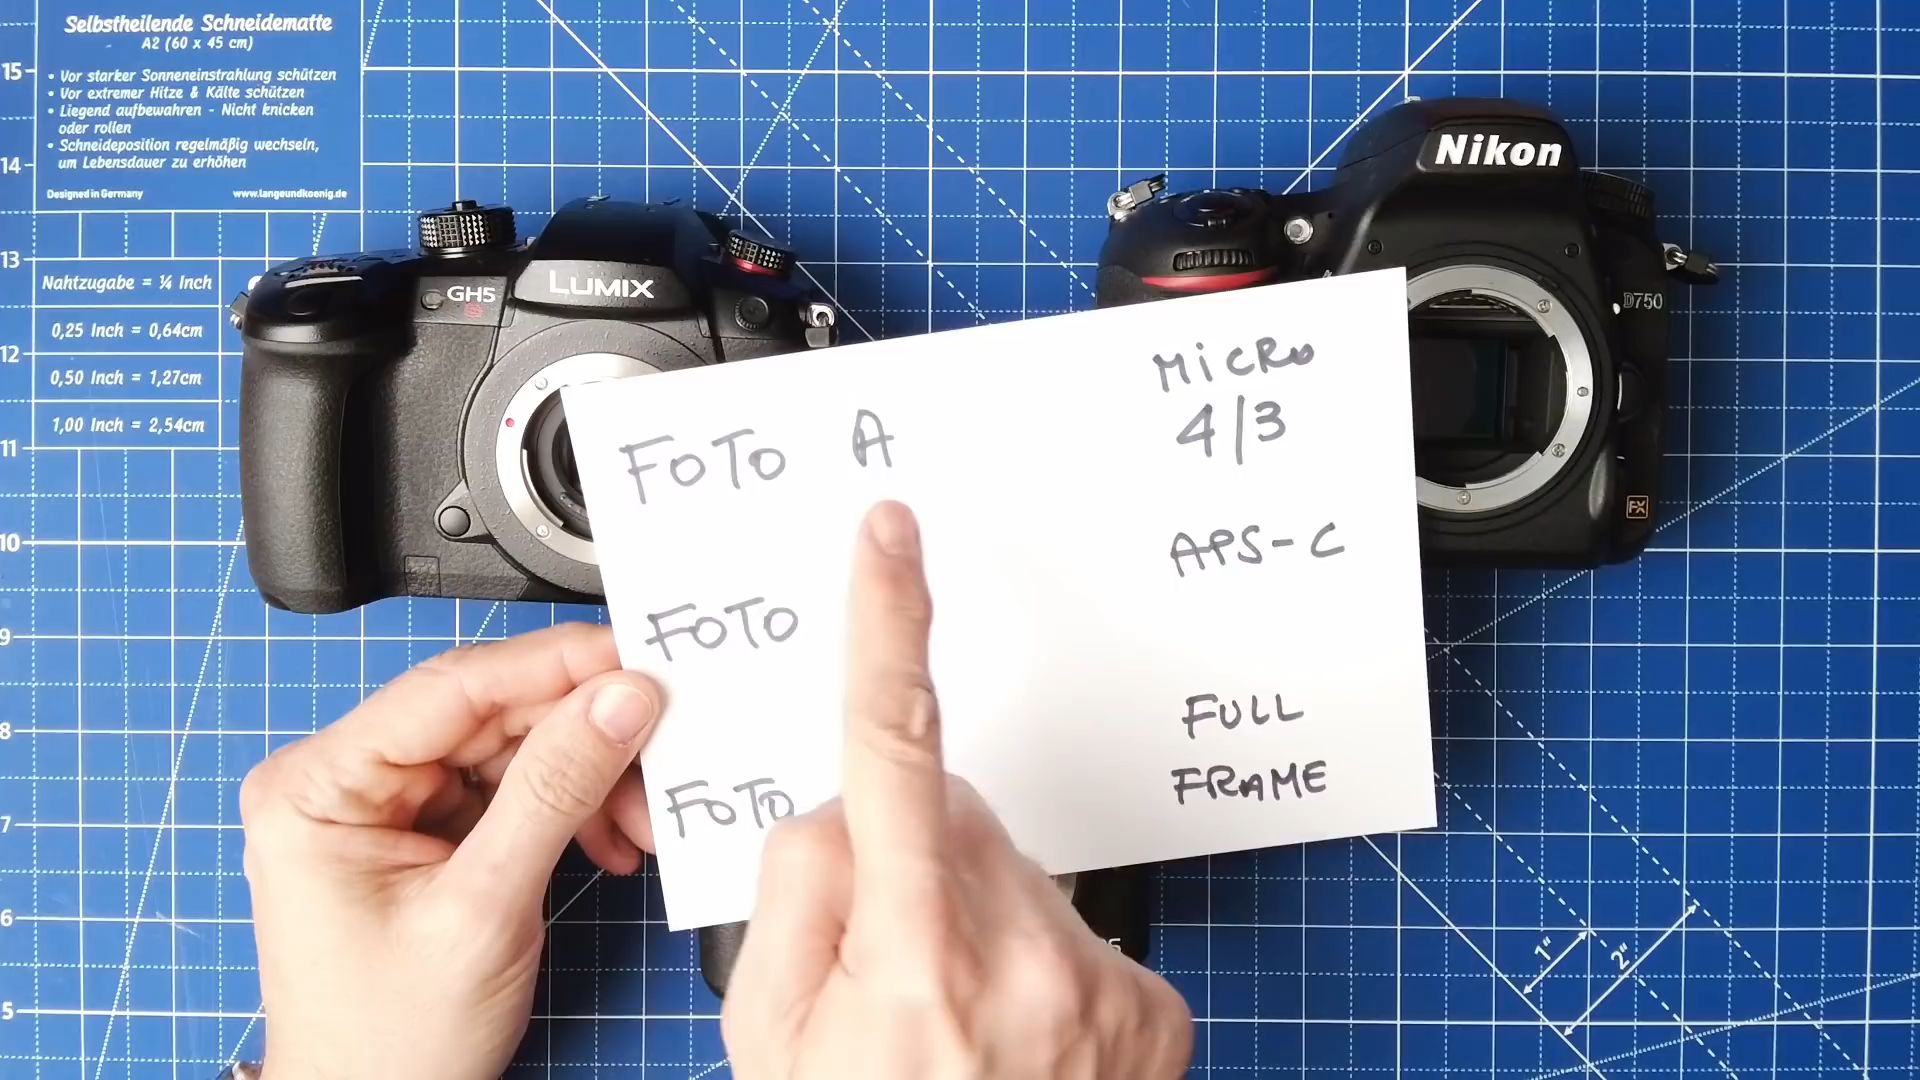 Selbstheilende Schneidematte
A2 (60 x 45 cm)
• Vor starker Sonneneinstrahlung schützen
• Vor extremer Hitze & Kälte schützen
• Liegend aufbewahren - Nicht knicken
oder rollen
• Schneideposition regelmäßig wechseln,
um Lebensdauer zu erhöhen
Designed in Germany
www.langeundkoenig.de
Nahtzugabe = ¼ Inch
0,25 Inch = 0,64cm
0,50 Inch = 1,27cm
1,00 Inch = 2,54cm
15
14
13
12
11
10
9
8
7
6
5
GH5
S
LUMIX
Nikon
D750
FX
FOTO A
FOTO
FOTO
MICRO
4/3
APS-C
FULL
FRAME
1"
2"